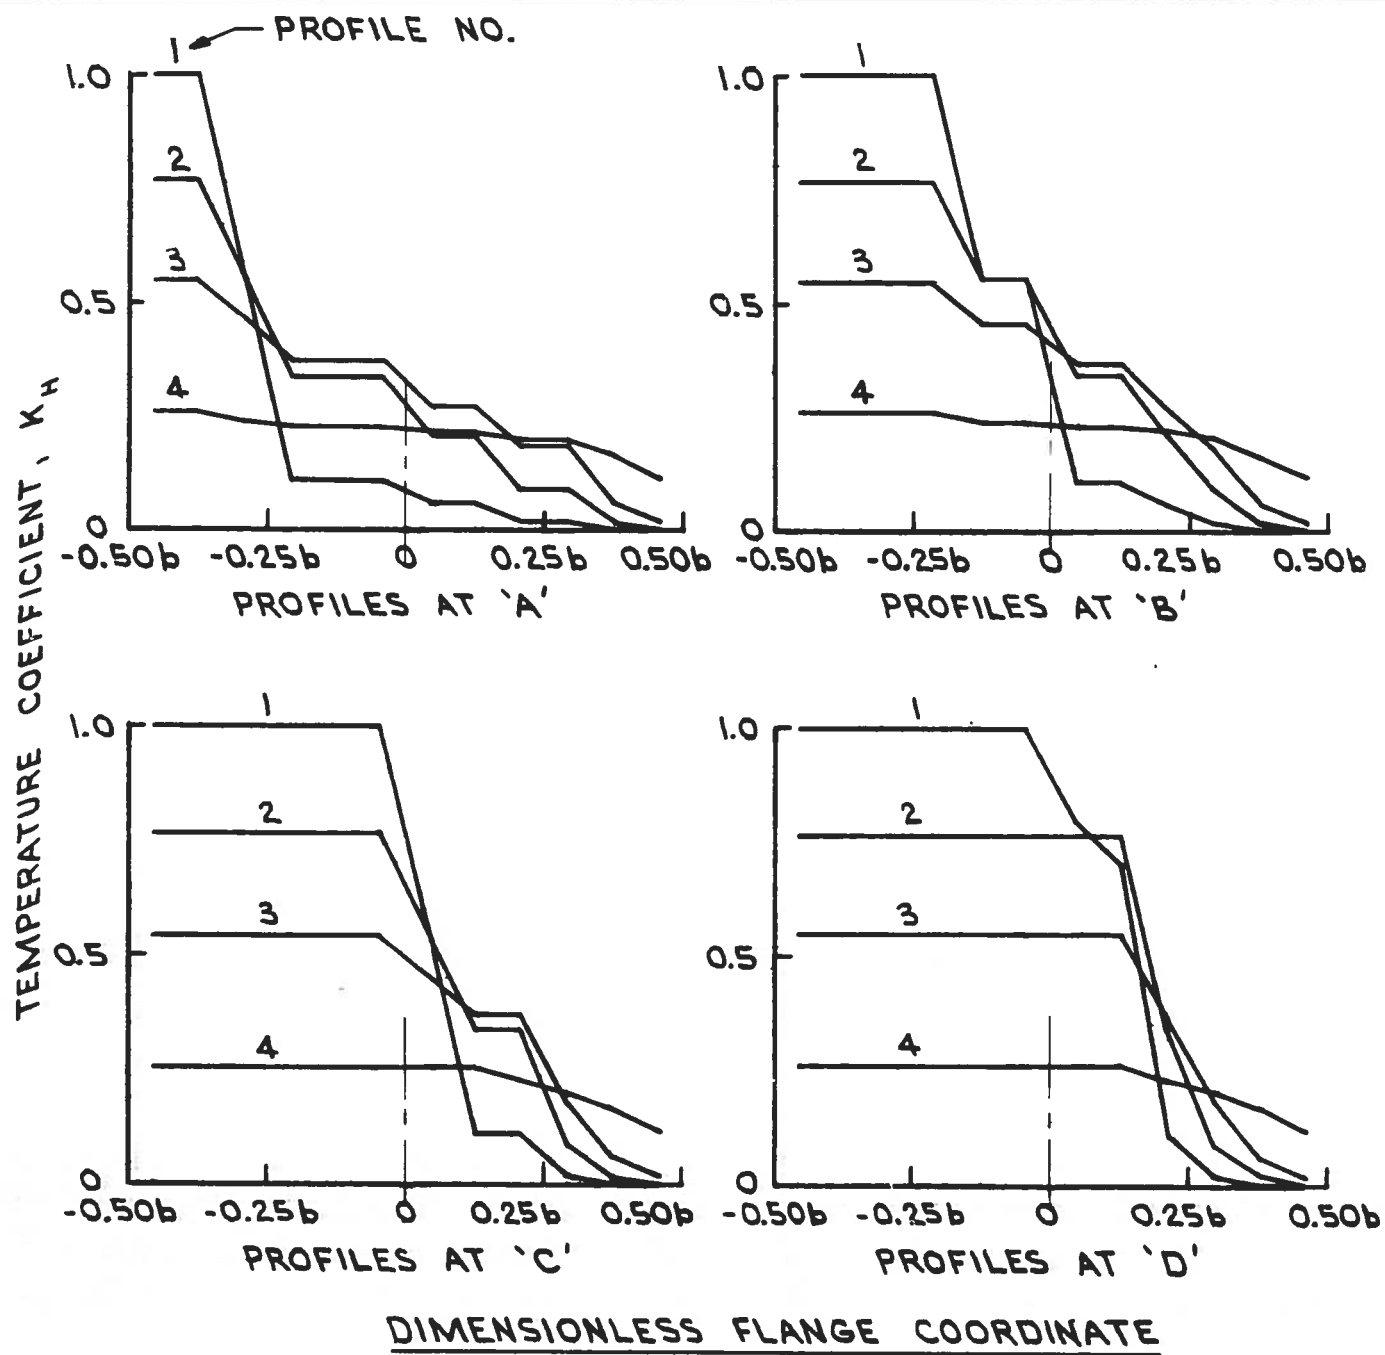 1 PROFILE NO.
1.0
2
3
0.5
4
0
-0.50b -0.25b 0 0.25b 0.50b
PROFILES AT 'A'
1
1.0
2
3
0.5
4
0
-0.50b -0.25b 0 0.25b 0.50b
PROFILES AT 'B'
TEMPERATURE COEFFICIENT, KH
1
1.0
2
3
0.5
4
0
-0.50b -0.25b 0 0.25b 0.50b
PROFILES AT 'C'
1
1.0
2
3
0.5
4
0
-0.50b -0.25b 0 0.25b 0.50b
PROFILES AT 'D'
DIMENSIONLESS FLANGE COORDINATE